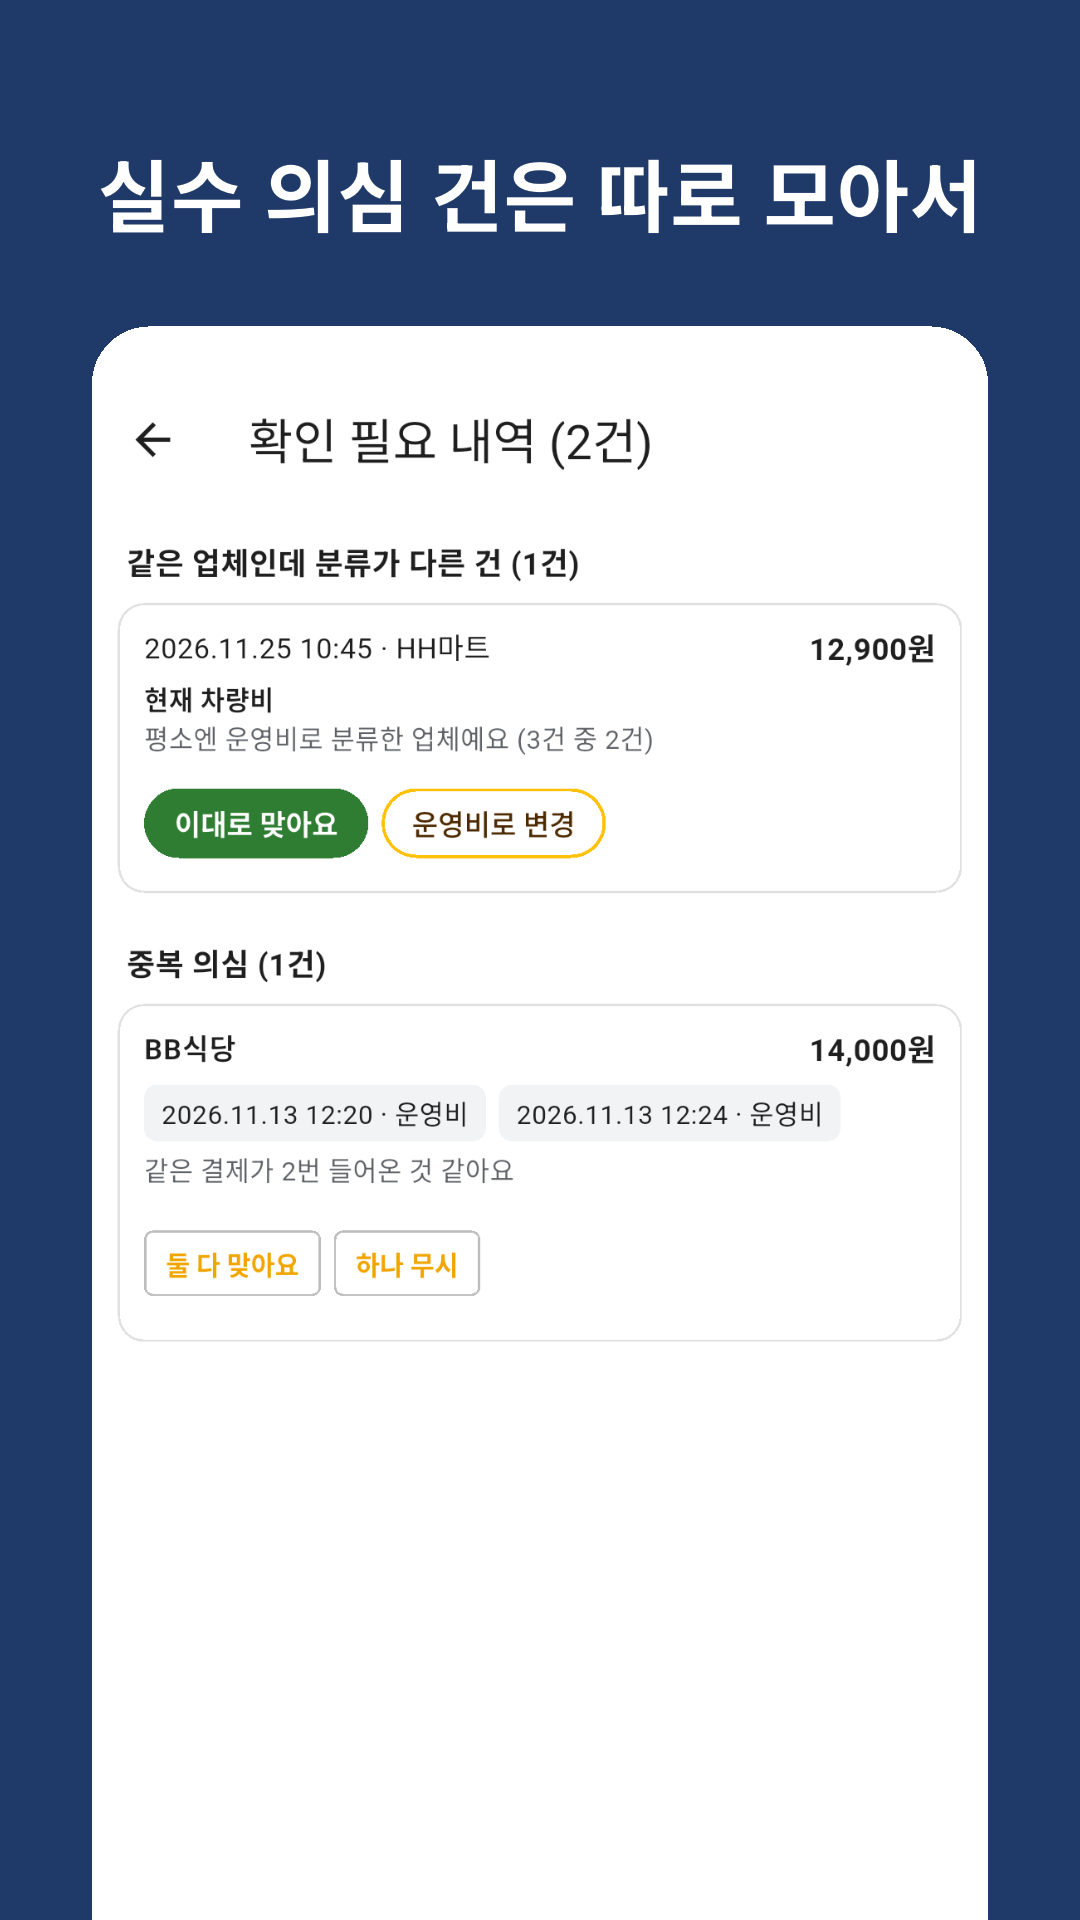 실수 의심 건은 따로 모아서
확인 필요 내역 (2건)
같은 업체인데 분류가 다른 건 (1건)
2026.11.25 10:45 · HH마트 12,900원
현재 차량비
평소엔 운영비로 분류한 업체예요 (3건 중 2건)
이대로 맞아요 운영비로 변경
중복 의심 (1건)
BB식당 14,000원
2026.11.13 12:20 · 운영비 2026.11.13 12:24 · 운영비
같은 결제가 2번 들어온 것 같아요
둘 다 맞아요 하나 무시